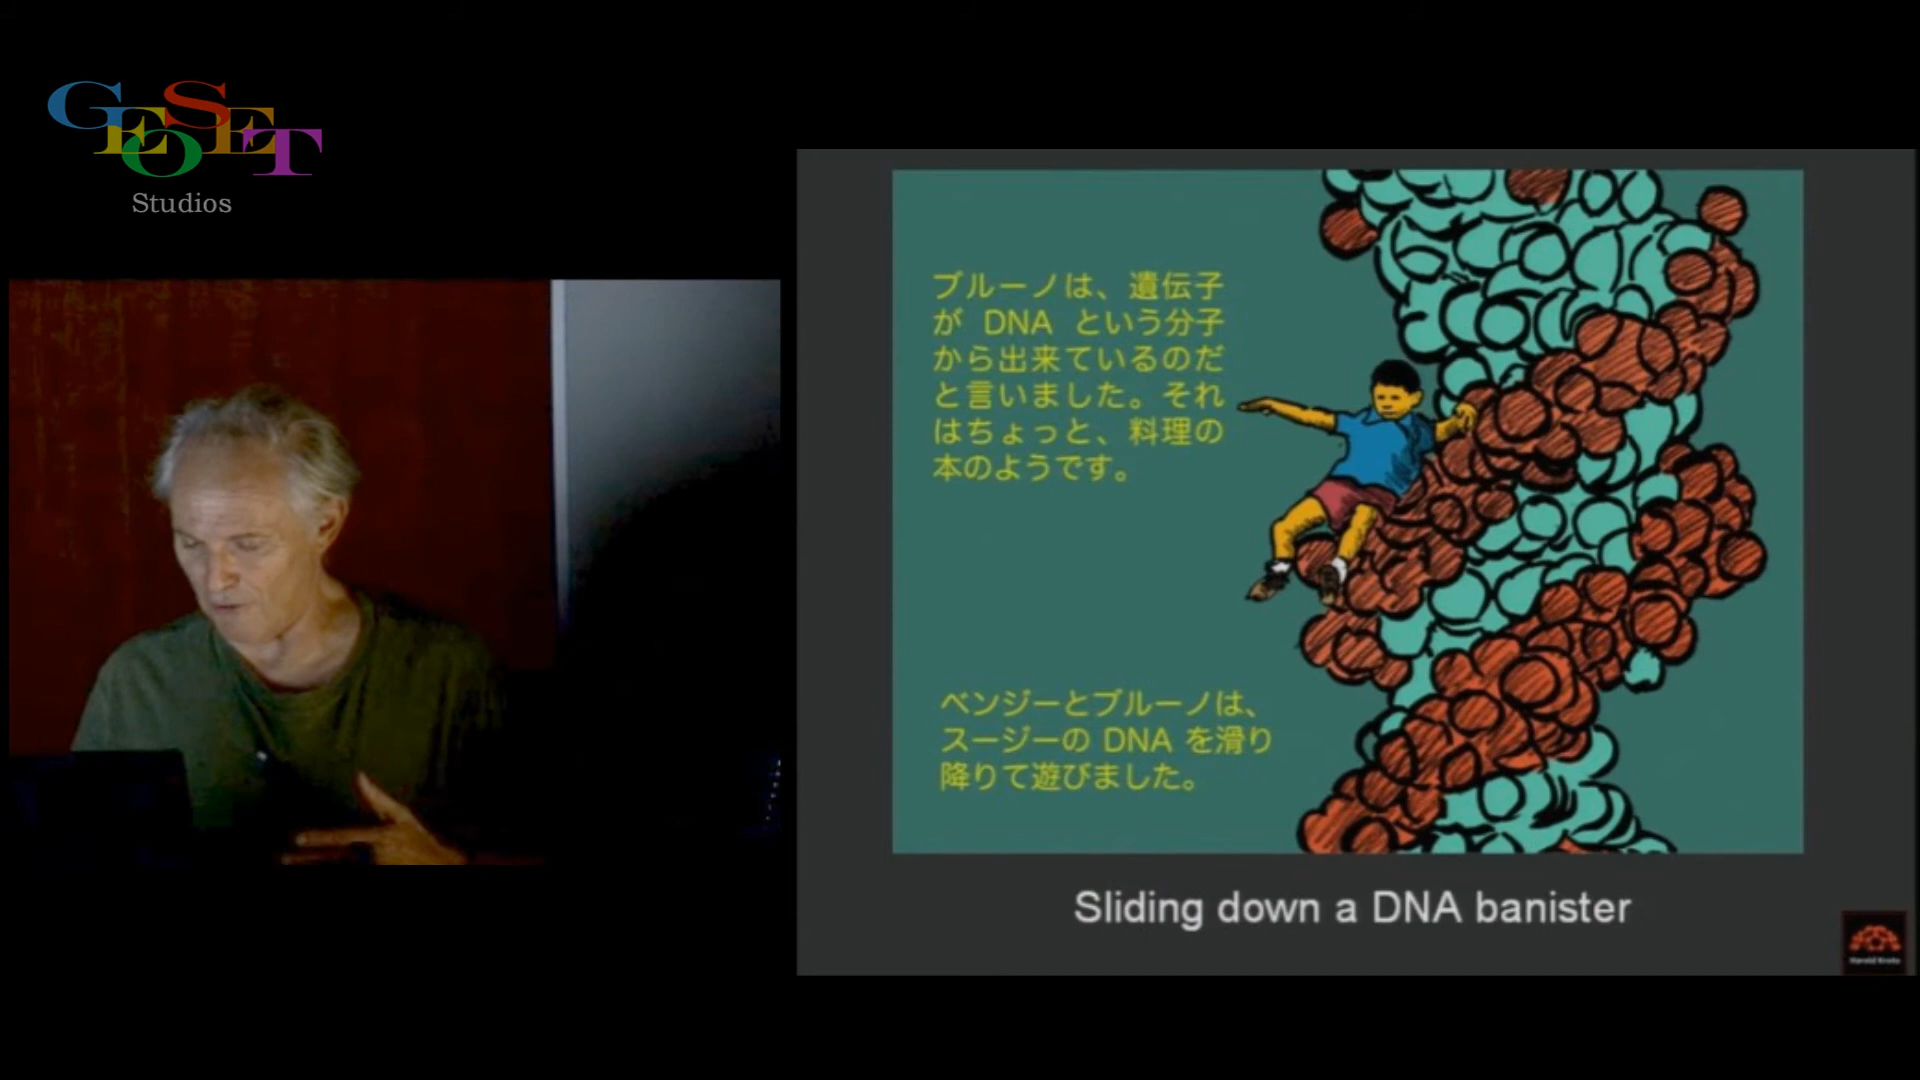 GEOSET
Studios
ブルーノは、遺伝子
が DNA という分子
から出来ているのだ
と言いました。それ
はちょっと、料理の
本のようです。
ベンジーとブルーノは、
スージーの DNA を滑り
降りて遊びました。
Sliding down a DNA banister
Harold Kroto